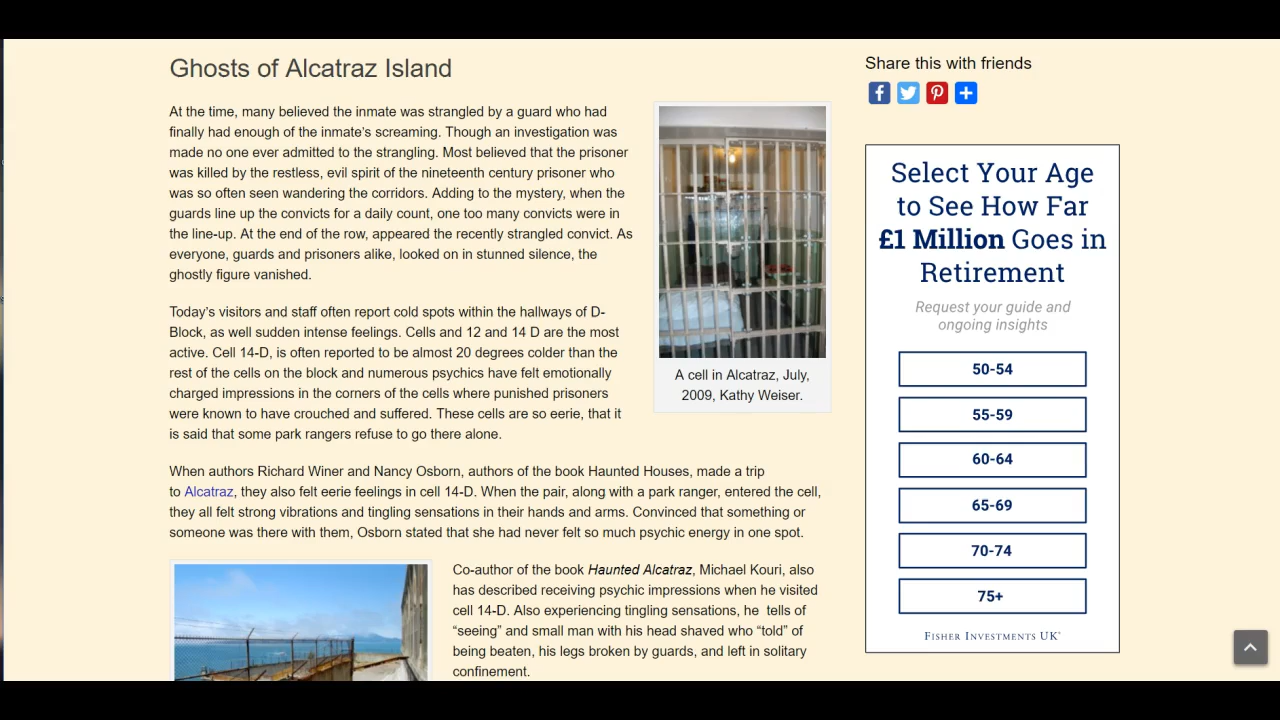 Ghosts of Alcatraz Island
At the time, many believed the inmate was strangled by a guard who had
finally had enough of the inmate's screaming. Though an investigation was
made no one ever admitted to the strangling. Most believed that the prisoner
was killed by the restless, evil spirit of the nineteenth century prisoner who
was so often seen wandering the corridors. Adding to the mystery, when the
guards line up the convicts for a daily count, one too many convicts were in
the line-up. At the end of the row, appeared the recently strangled convict. As
everyone, guards and prisoners alike, looked on in stunned silence, the
ghostly figure vanished.
A cell in Alcatraz, July,
2009, Kathy Weiser.
Today's visitors and staff often report cold spots within the hallways of D-
Block, as well sudden intense feelings. Cells and 12 and 14 D are the most
active. Cell 14-D, is often reported to be almost 20 degrees colder than the
rest of the cells on the block and numerous psychics have felt emotionally
charged impressions in the corners of the cells where punished prisoners
were known to have crouched and suffered. These cells are so eerie, that it
is said that some park rangers refuse to go there alone.
When authors Richard Winer and Nancy Osborn, authors of the book Haunted Houses, made a trip
to Alcatraz, they also felt eerie feelings in cell 14-D. When the pair, along with a park ranger, entered the cell,
they all felt strong vibrations and tingling sensations in their hands and arms. Convinced that something or
someone was there with them, Osborn stated that she had never felt so much psychic energy in one spot.
Co-author of the book Haunted Alcatraz, Michael Kouri, also
has described receiving psychic impressions when he visited
cell 14-D. Also experiencing tingling sensations, he tells of
“seeing” and small man with his head shaved who “told” of
being beaten, his legs broken by guards, and left in solitary
confinement.
Share this with friends
Select Your Age
to See How Far
£1 Million Goes in
Retirement
Request your guide and
ongoing insights
50-54
55-59
60-64
65-69
70-74
75+
FISHER INVESTMENTS UK®